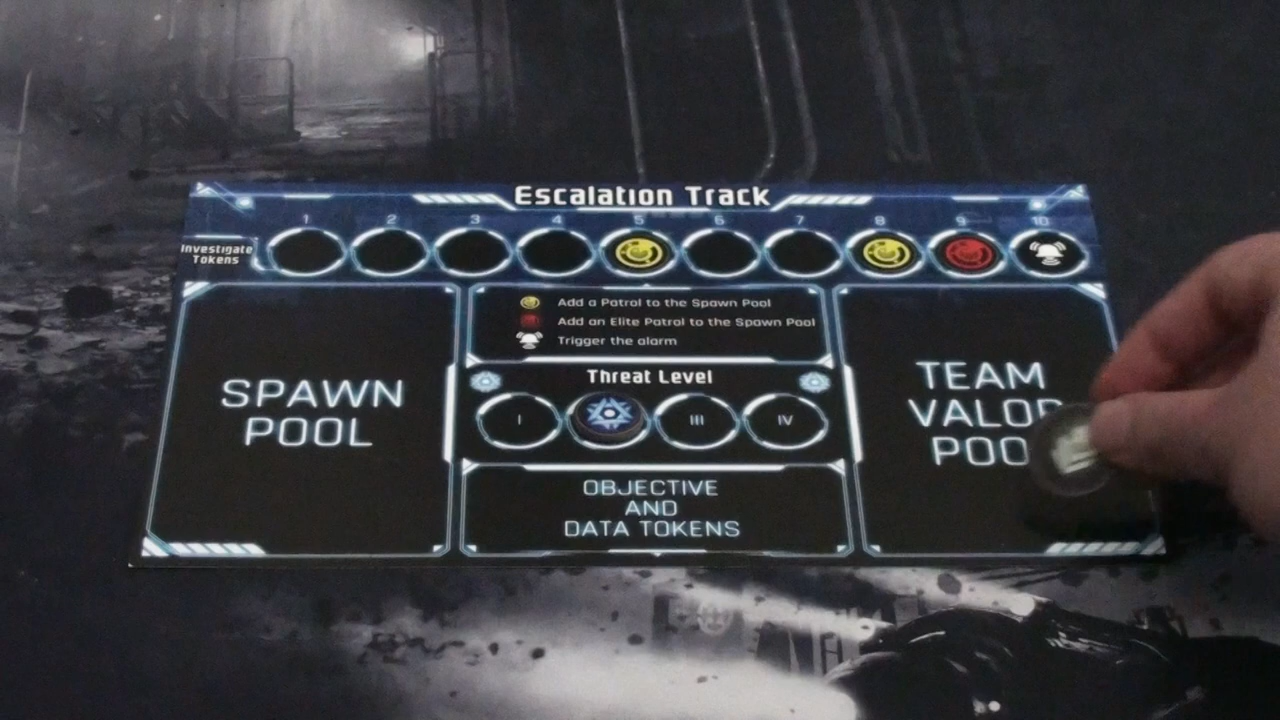 Escalation Track
1 2 3 4 5 6 7 8 9 10
Investigate
Tokens
Add a Patrol to the Spawn Pool
Add an Elite Patrol to the Spawn Pool
Trigger the alarm
SPAWN
POOL
Threat Level
I III IV
OBJECTIVE
AND
DATA TOKENS
TEAM
VALOR
POO